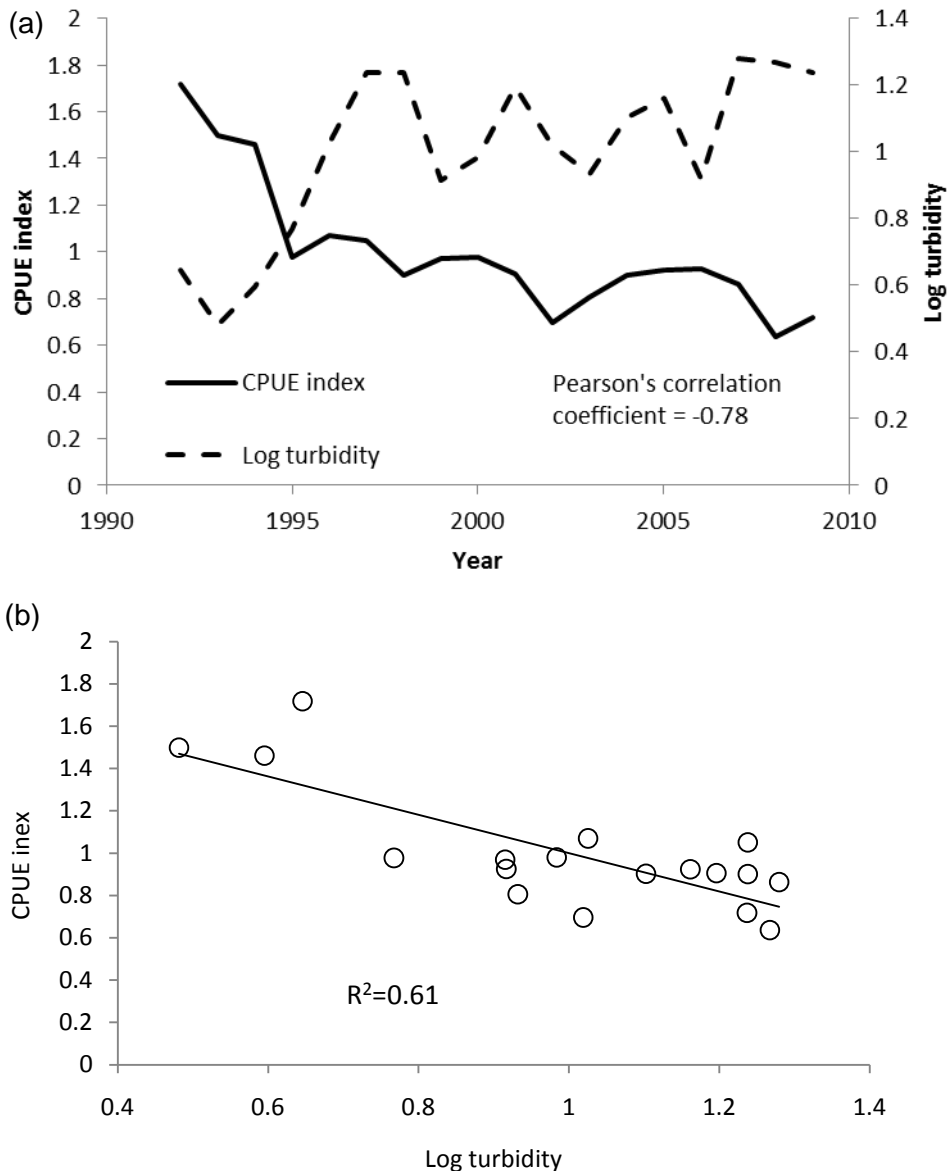 (a)
2
1.8
1.6
1.4
1.2
1
0.8
0.6
0.4
0.2
0
CPUE index
1.4
1.2
1
0.8
0.6
0.4
0.2
0
Log turbidity
CPUE index
Log turbidity
Pearson's correlation
coefficient = -0.78
1990 1995 2000 2005 2010
Year
(b)
2
1.8
1.6
1.4
1.2
1
0.8
0.6
0.4
0.2
0
CPUE inex
R²=0.61
0.4 0.6 0.8 1 1.2 1.4
Log turbidity